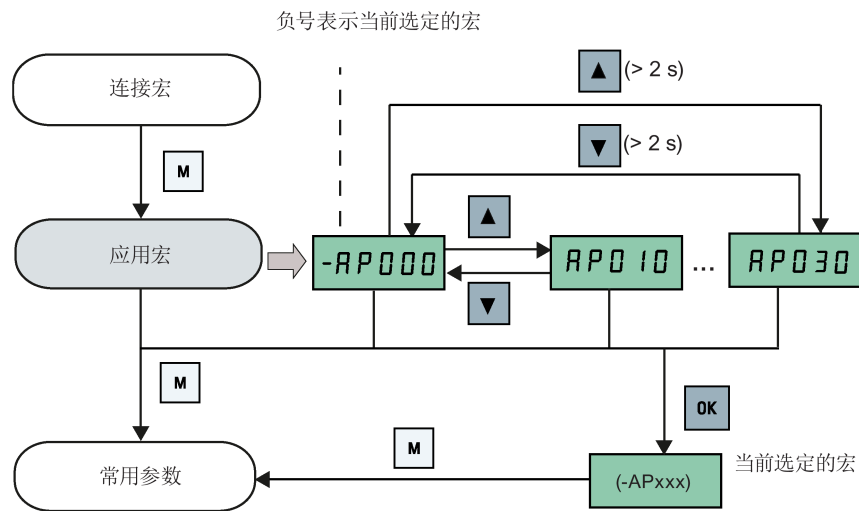 负号表示当前选定的宏
▲ (> 2 s)
连接宏
▼ (> 2 s)
M
▲
应用宏
-AP000
AP010
...
AP030
▼
M
OK
M
常用参数
(-APxxx)
当前选定的宏